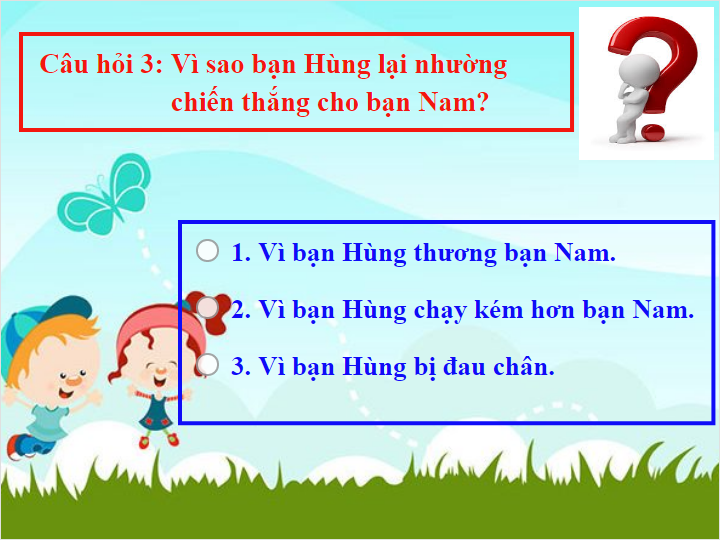 Câu hỏi 3: Vì sao bạn Hùng lại nhường
chiến thắng cho bạn Nam?
1. Vì bạn Hùng thương bạn Nam.
2. Vì bạn Hùng chạy kém hơn bạn Nam.
3. Vì bạn Hùng bị đau chân.